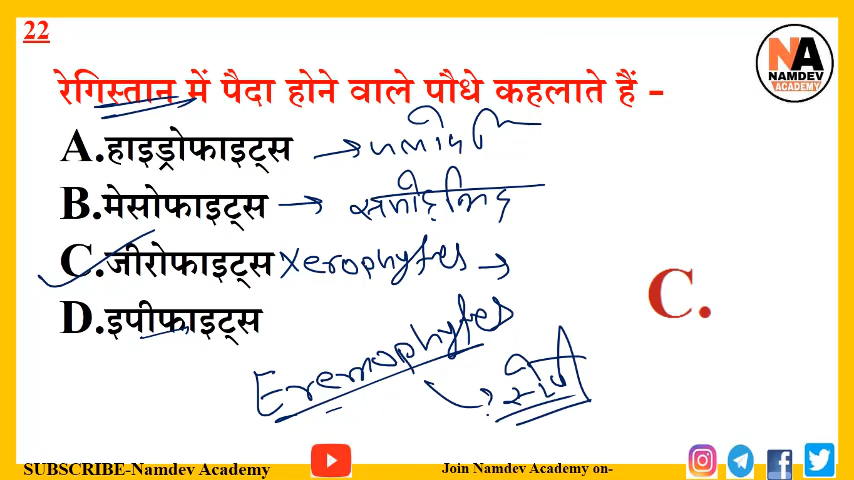 22
NA
NAMDEV
ACADEMY
रेगिस्तान में पैदा होने वाले पौधे कहलाते हैं -
A.हाइड्रोफाइट्स →
B.मेसोफाइट्स →
C.जीरोफाइट्स Xerophytes →
D.इपीफाइट्स
C.
Eremophytes
SUBSCRIBE-Namdev Academy
Join Namdev Academy on-